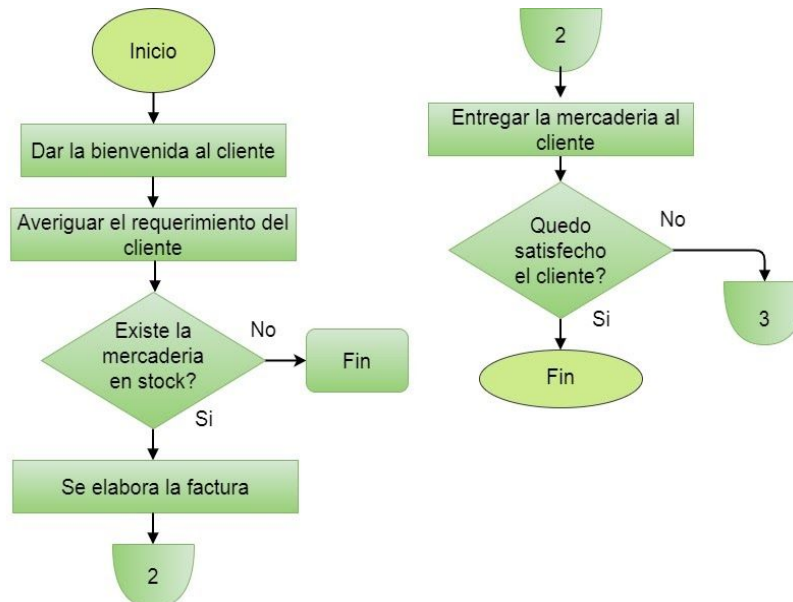 Inicio
Dar la bienvenida al cliente
Averiguar el requerimiento del
cliente
Existe la
mercaderia
en stock?
No
Fin
Si
Se elabora la factura
2
2
Entregar la mercaderia al
cliente
Quedo
satisfecho
el cliente?
No
3
Si
Fin